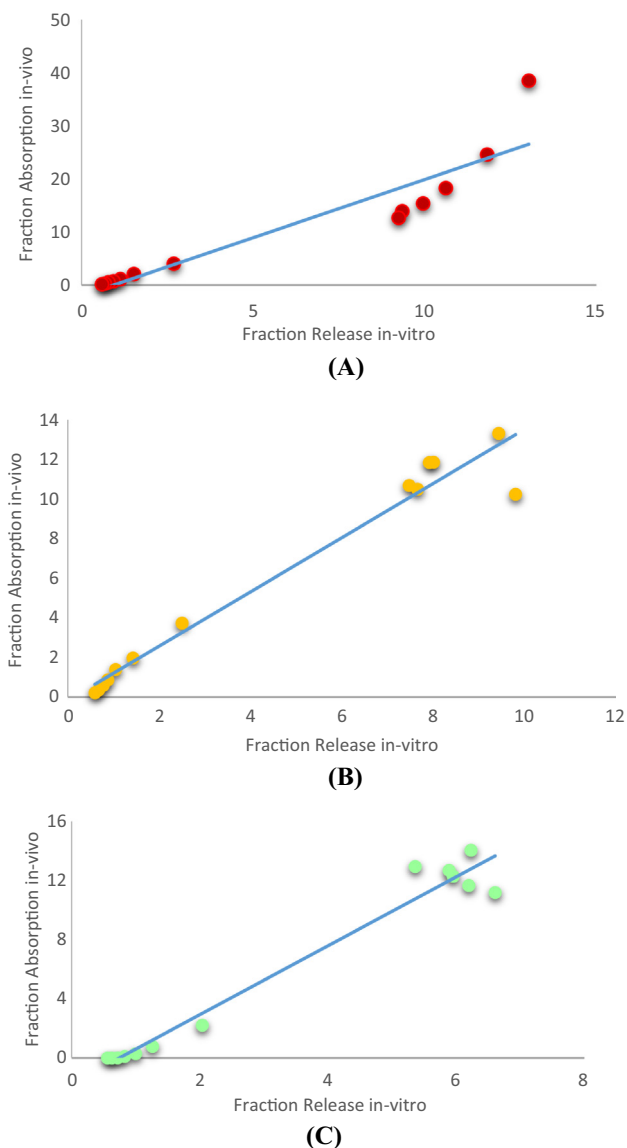 50
40
30
20
10
0
Fraction Absorption in-vivo
0 5 10 15
Fraction Release in-vitro
(A)
14
12
10
8
6
4
2
0
Fraction Absorption in-vivo
0 2 4 6 8 10 12
Fraction Release in-vitro
(B)
16
12
8
4
0
Fraction Absorption in-vivo
0 2 4 6 8
Fraction Release in-vitro
(C)